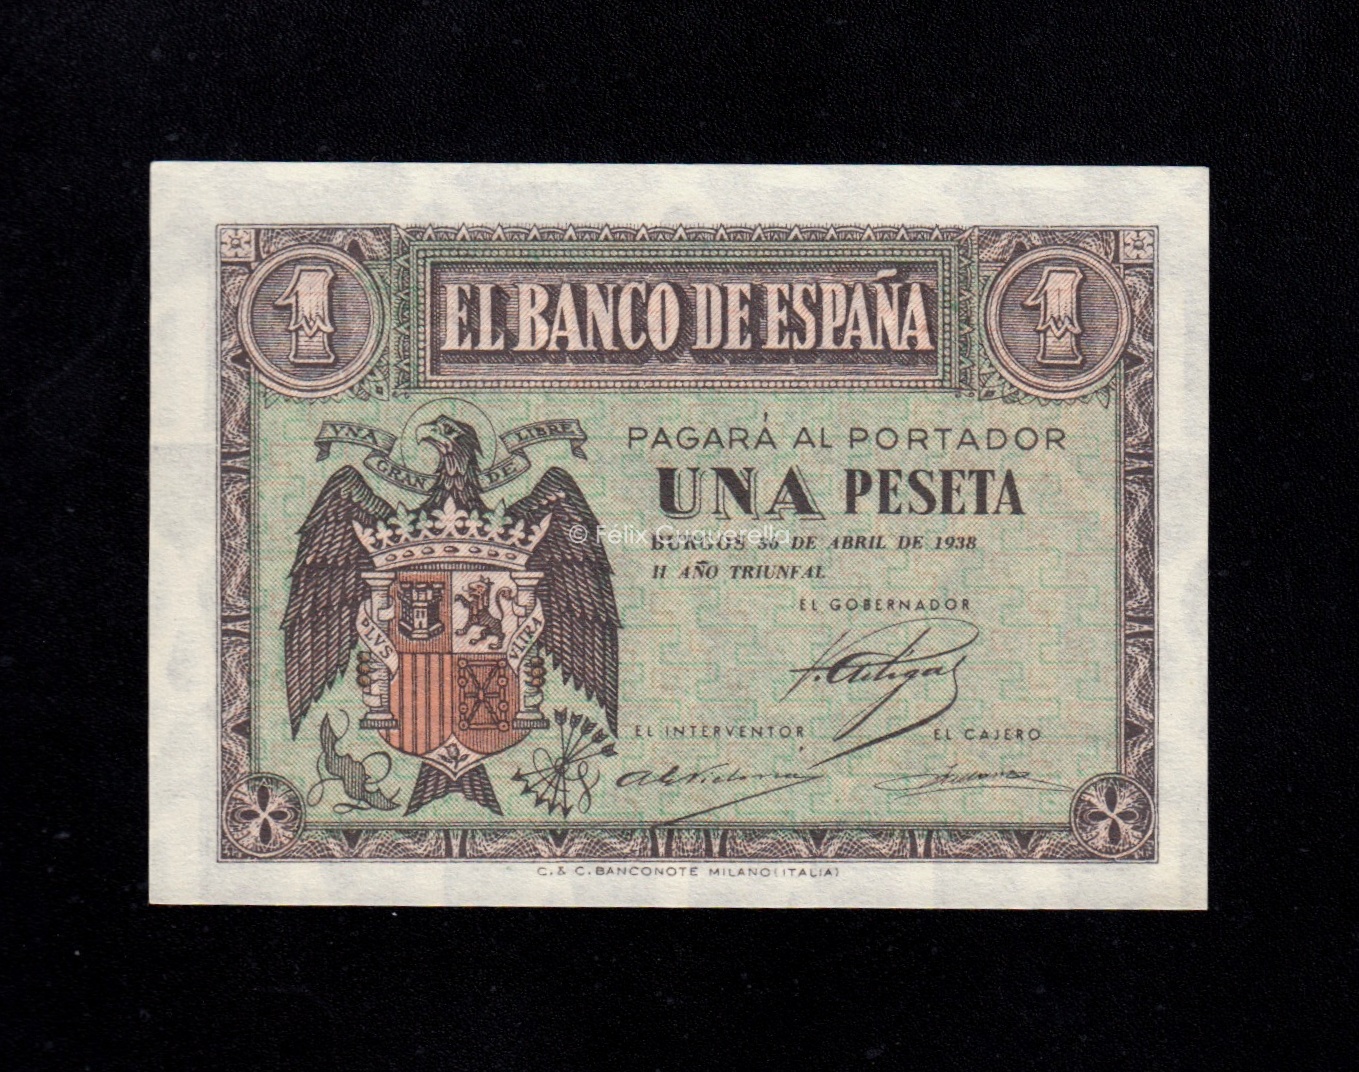 1 EL BANCO DE ESPAÑA 1
VNA GRANDE LIBRE
PAGARÁ AL PORTADOR
UNA PESETA
BURGOS 30 DE ABRIL DE 1938
II AÑO TRIUNFAL
EL GOBERNADOR
PLVS VLTRA
EL INTERVENTOR, EL CAJERO
C. & C. BANCONOTE MILANO (ITALIA)